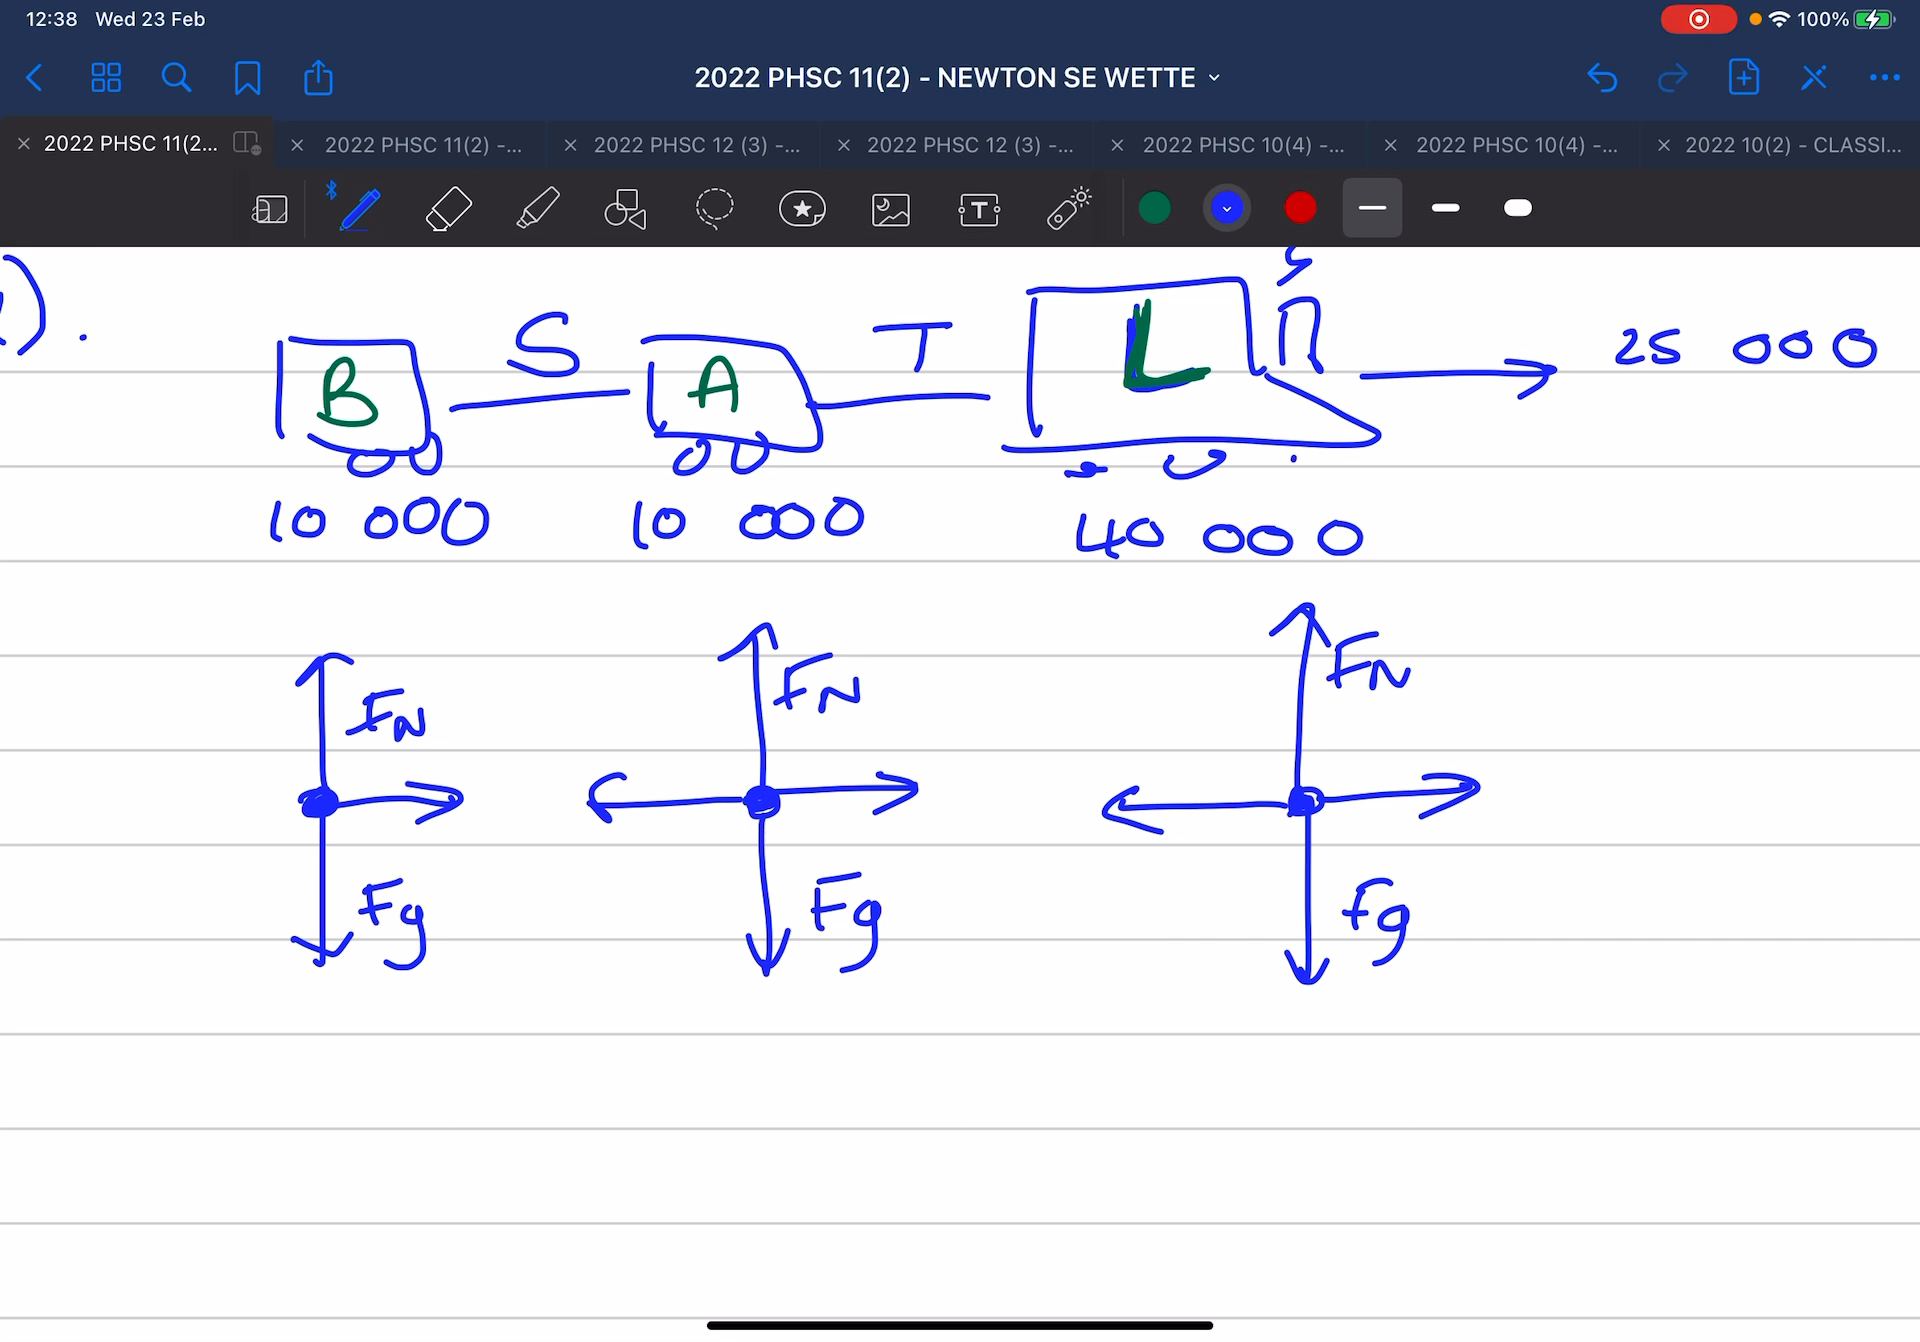 12:38 Wed 23 Feb 100%
2022 PHSC 11(2) - NEWTON SE WETTE
2022 PHSC 11(2... 2022 PHSC 11(2) -... 2022 PHSC 12 (3) -... 2022 PHSC 12 (3) -... 2022 PHSC 10(4) -... 2022 PHSC 10(4) -... 2022 10(2) - CLASSI...
T
) .
B S A T L 25 000
10 000 10 000 40 000
FN FN FN
Fg Fg Fg